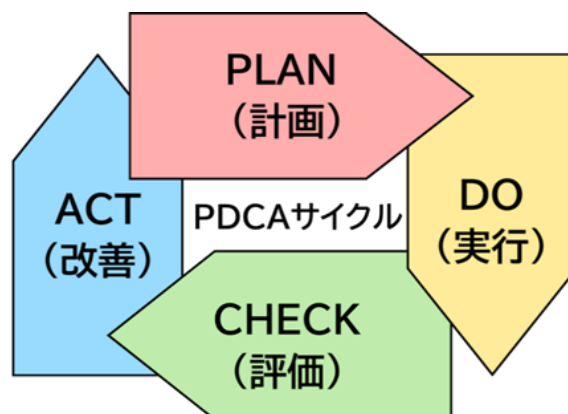 PLAN
（計画）
DO
（実行）
CHECK
（評価）
ACT
（改善）
PDCAサイクル